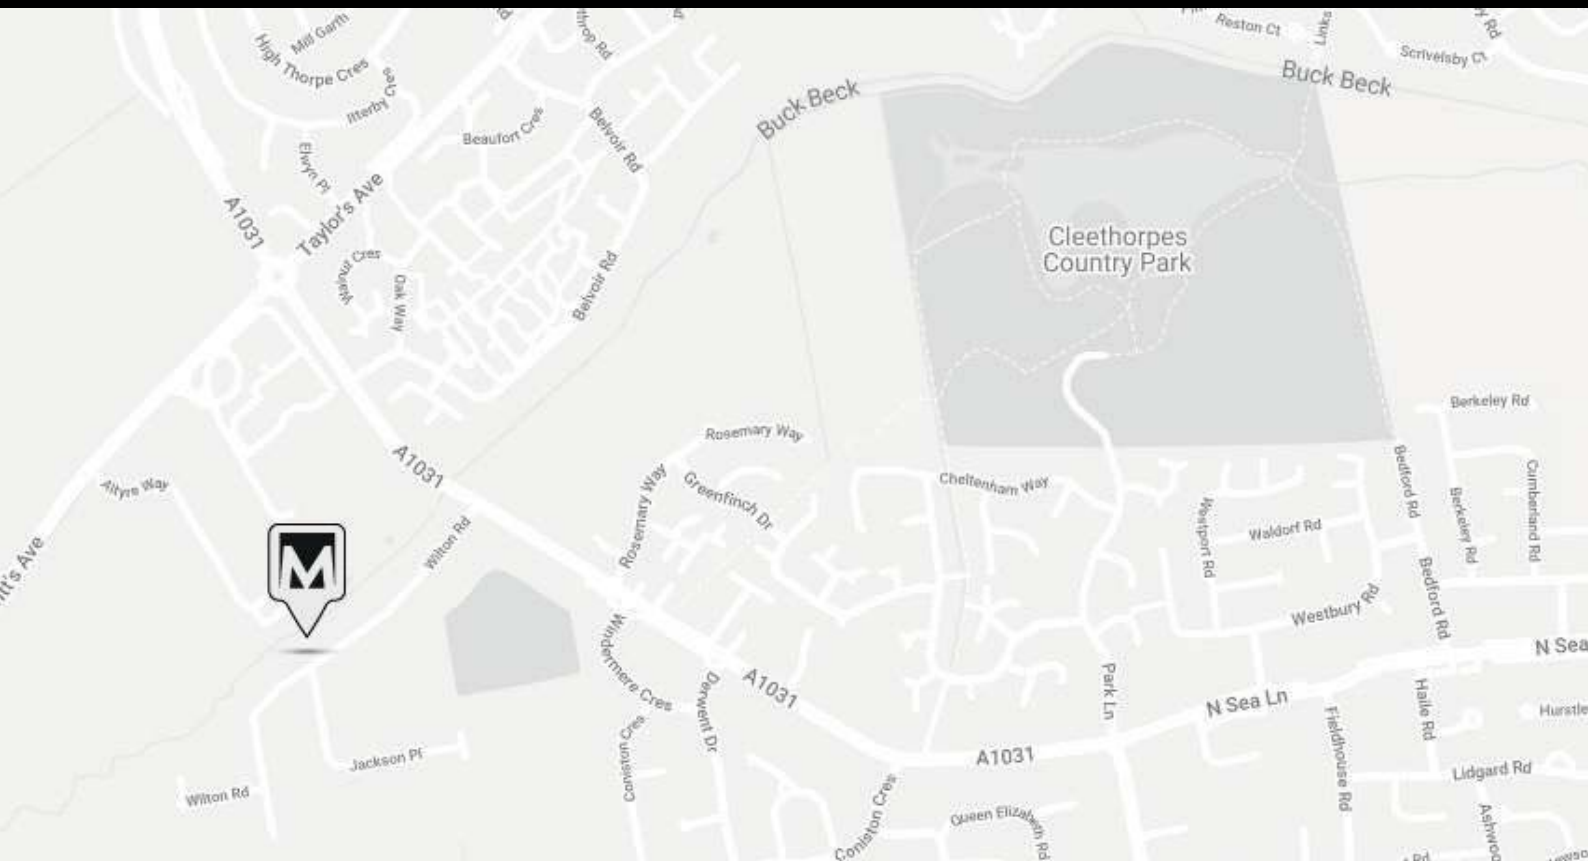 Mill Garth
High Thorpe Cres
Itterby Cres
Elwyn Pl
Beaufort Cres
Belvoir Rd
Buck Beck
Reston Ct
Links
Scrivelsby Ct
Buck Beck
A1031
Taylor's Ave
Walnut Cres
Oak Way
Belvoir Rd
Cleethorpes
Country Park
Berkeley Rd
Rosemary Way
A1031
Altyre Way
Rosemary Way
Greenfinch Dr
Cheltenham Way
Bedford Rd
Cumberland Rd
Westport Rd
Waldorf Rd
Berkeley Rd
Wilton Rd
M
Bedford Rd
Westbury Rd
Windermere Cres
Derwent Dr
A1031
Park Ln
N Sea Ln
N Sea
Haile Rd
Fieldhouse Rd
Coniston Cres
Jackson Pl
A1031
Lidgard Rd
Wilton Rd
Coniston Cres
Queen Elizabeth Rd